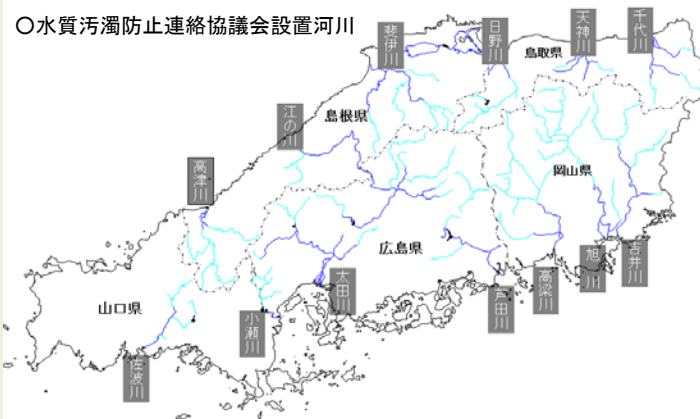 ○水質汚濁防止連絡協議会設置河川
斐伊川
日野川
天神川
千代川
鳥取県
島根県
江の川
高津川
岡山県
広島県
山口県
太田川
小瀬川
佐波川
芦田川
高梁川
旭川
吉井川